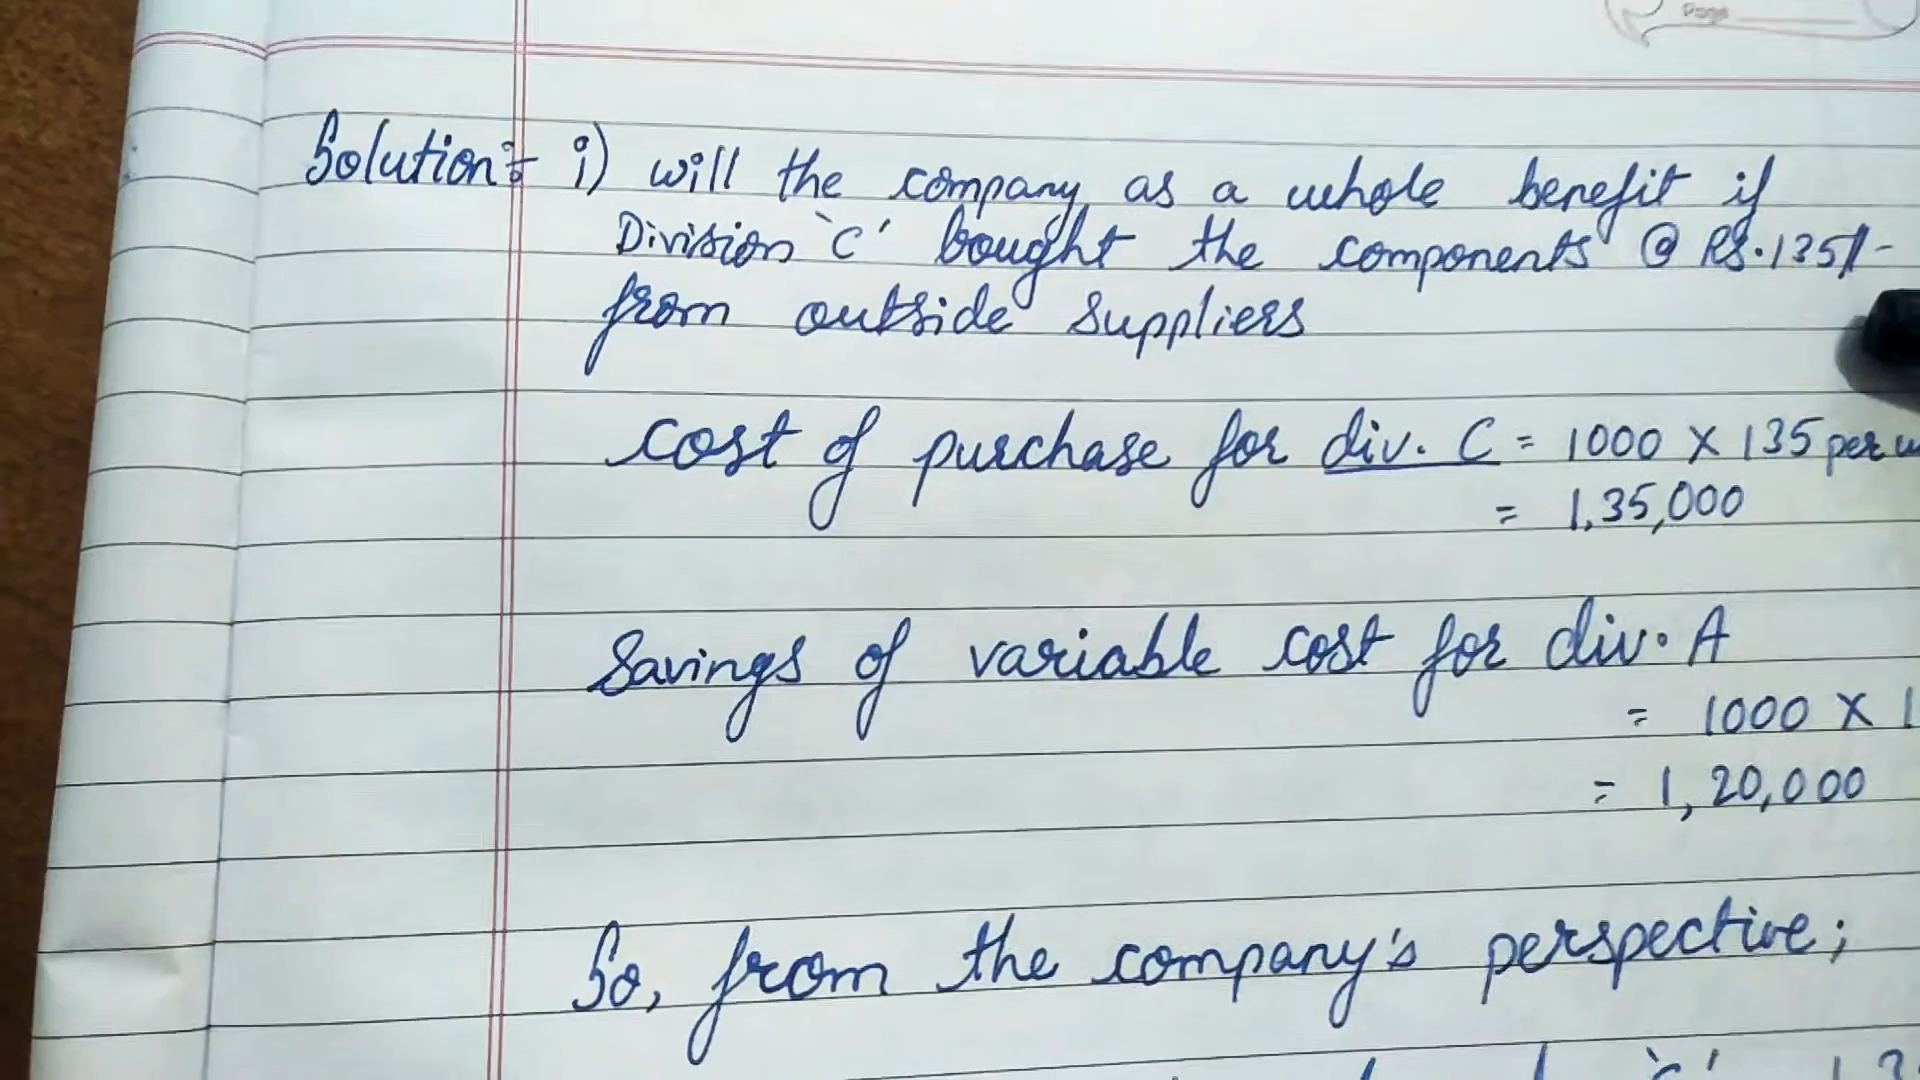 Page
Solution:- i) will the company as a whole benefit if
Division `C' bought the components @ Rs.135/-
from outside suppliers
cost of purchase for div. C = 1000 X 135 per
= 1,35,000
Savings of variable cost for div. A
= 1000 X 1
= 1,20,000
So, from the company's perspective;
`c'